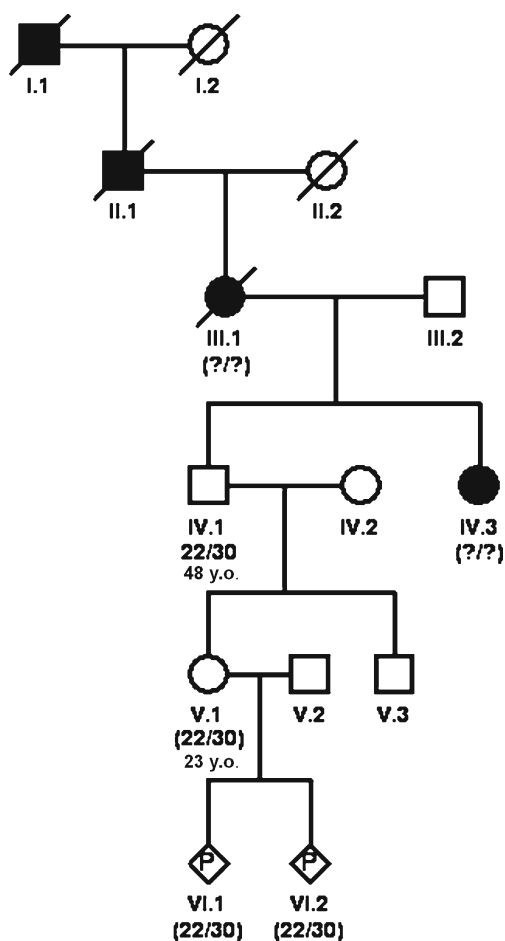 I.1 I.2
II.1 II.2
III.1 III.2
(?/?)
IV.1 IV.2 IV.3
22/30 (?/?)
48 y.o.
V.1 V.2 V.3
(22/30)
23 y.o.
P P
VI.1 VI.2
(22/30) (22/30)